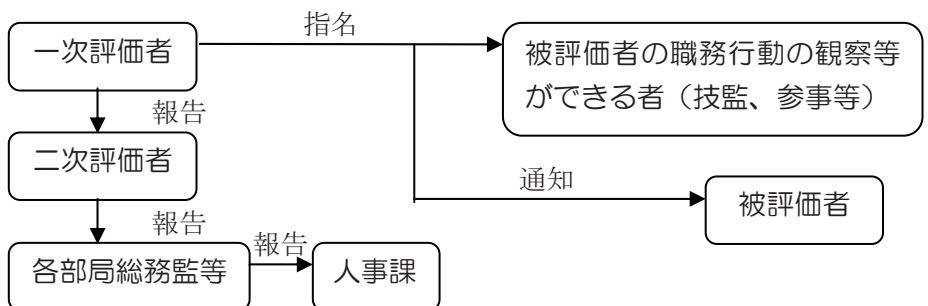 指名
一次評価者
被評価者の職務行動の観察等
ができる者（技監、参事等）
報告
二次評価者
通知
被評価者
報告
報告
各部局総務監等
人事課